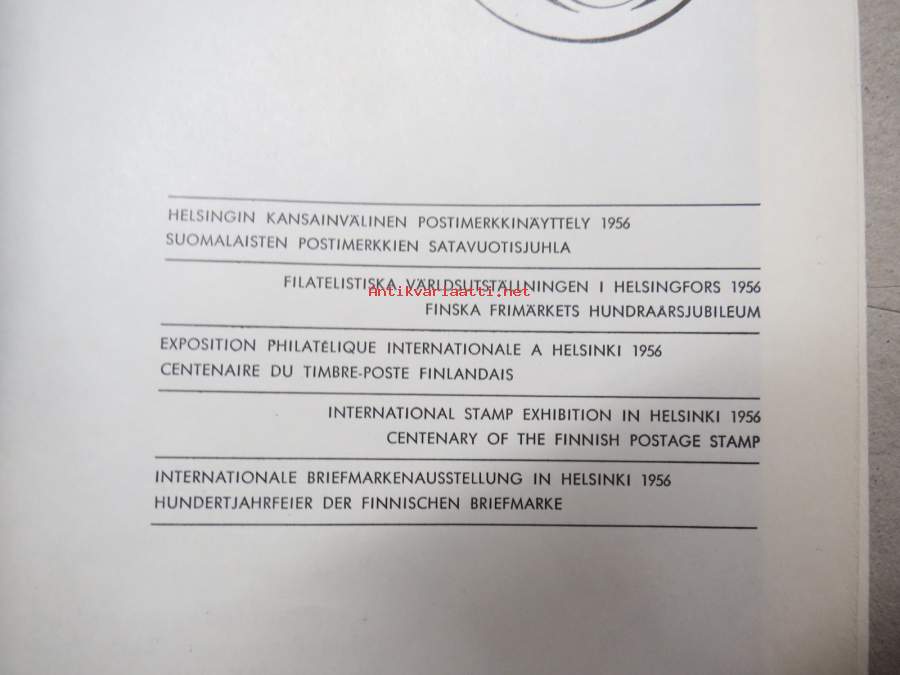 HELSINGIN KANSAINVÄLINEN POSTIMERKKINÄYTTELY 1956
SUOMALAISTEN POSTIMERKKIEN SATAVUOTISJUHLA
FILATELISTISKA VÄRLDSUTSTÄLLNINGEN I HELSINGFORS 1956
Antikvariaatti.net
FINSKA FRIMÄRKETS HUNDRAÅRSJUBILEUM
EXPOSITION PHILATÉLIQUE INTERNATIONALE A HELSINKI 1956
CENTENAIRE DU TIMBRE-POSTE FINLANDAIS
INTERNATIONAL STAMP EXHIBITION IN HELSINKI 1956
CENTENARY OF THE FINNISH POSTAGE STAMP
INTERNATIONALE BRIEFMARKENAUSSTELLUNG IN HELSINKI 1956
HUNDERTJAHRFEIER DER FINNISCHEN BRIEFMARKE